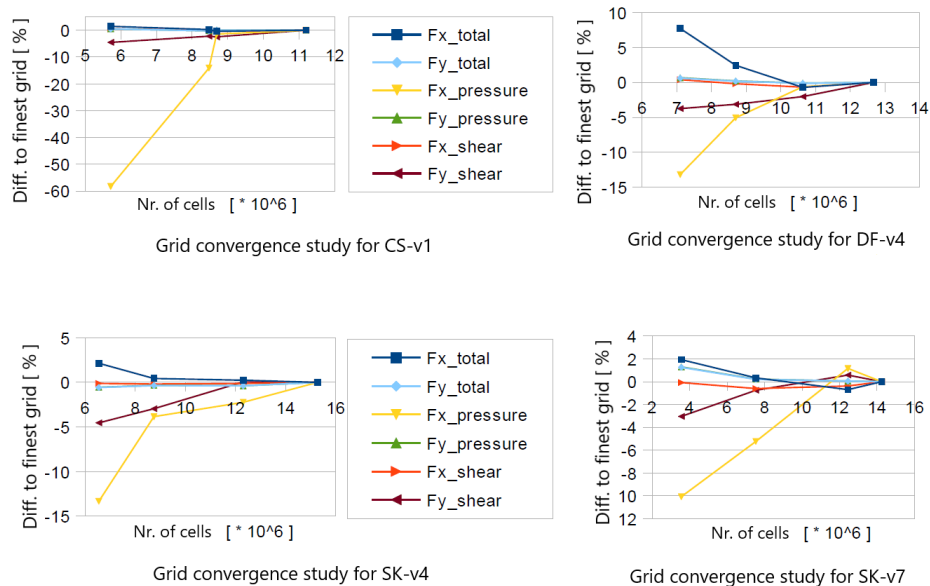 Diff. to finest grid [ % ]
0
-10
-20
-30
-40
-50
-60
5 6 7 8 9 10 11 12
Nr. of cells [ * 10^6 ]
Fx_total
Fy_total
Fx_pressure
Fy_pressure
Fx_shear
Fy_shear
Grid convergence study for CS-v1
Diff. to finest grid [ % ]
10
5
0
-5
-10
-15
6 7 8 9 10 11 12 13 14
Nr. of cells [ * 10^6 ]
Grid convergence study for DF-v4
Diff. to finest grid [ % ]
5
0
-5
-10
-15
6 8 10 12 14 16
Nr. of cells [ * 10^6 ]
Fx_total
Fy_total
Fx_pressure
Fy_pressure
Fx_shear
Fy_shear
Grid convergence study for SK-v4
Diff. to finest grid [ % ]
4
2
0
-2
-4
-6
-8
10
12
2 4 6 8 10 12 14 16
Nr. of cells [ * 10^6 ]
Grid convergence study for SK-v7